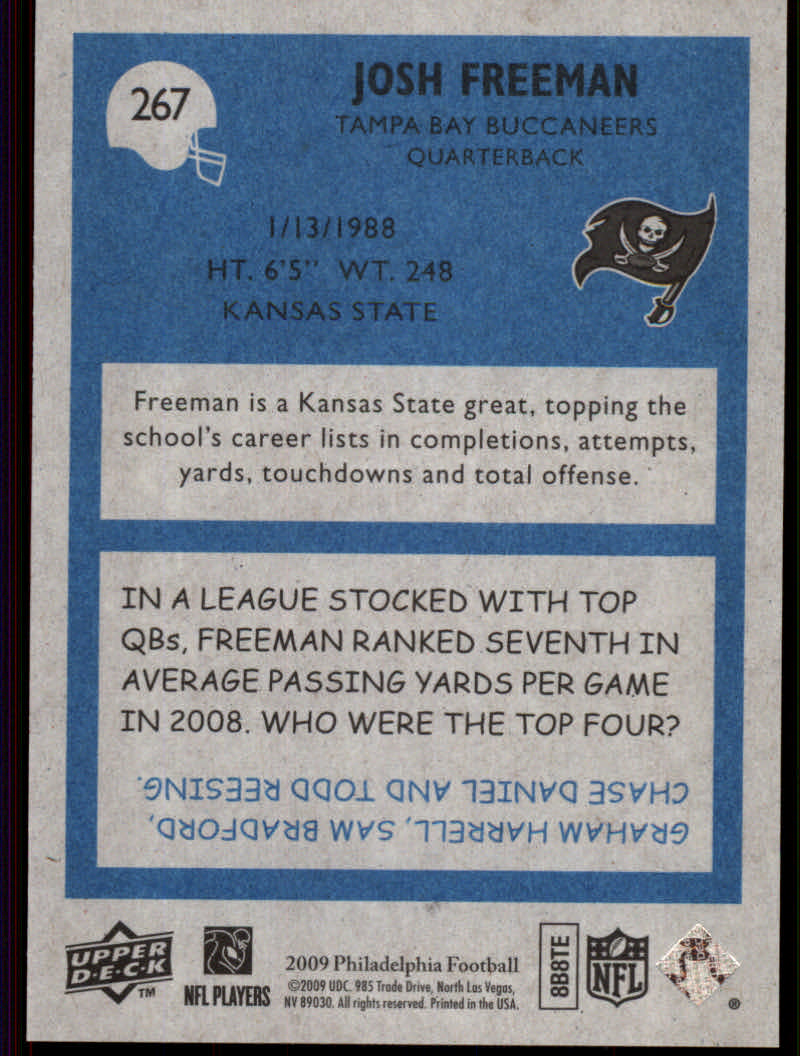 267
JOSH FREEMAN
TAMPA BAY BUCCANEERS
QUARTERBACK
1/13/1988
HT. 6'5" WT. 248
KANSAS STATE
Freeman is a Kansas State great, topping the
school's career lists in completions, attempts,
yards, touchdowns and total offense.
IN A LEAGUE STOCKED WITH TOP
QBs, FREEMAN RANKED SEVENTH IN
AVERAGE PASSING YARDS PER GAME
IN 2008. WHO WERE THE TOP FOUR?
GRAHAM HARRELL, SAM BRADFORD,
CHASE DANIEL AND TODD REESING.
UPPER
D·E·C·K
TM
NFL PLAYERS
2009 Philadelphia Football
©2009 UDC. 985 Trade Drive, North Las Vegas,
NV 89030. All rights reserved. Printed in the USA.
8B8TE
NFL
®